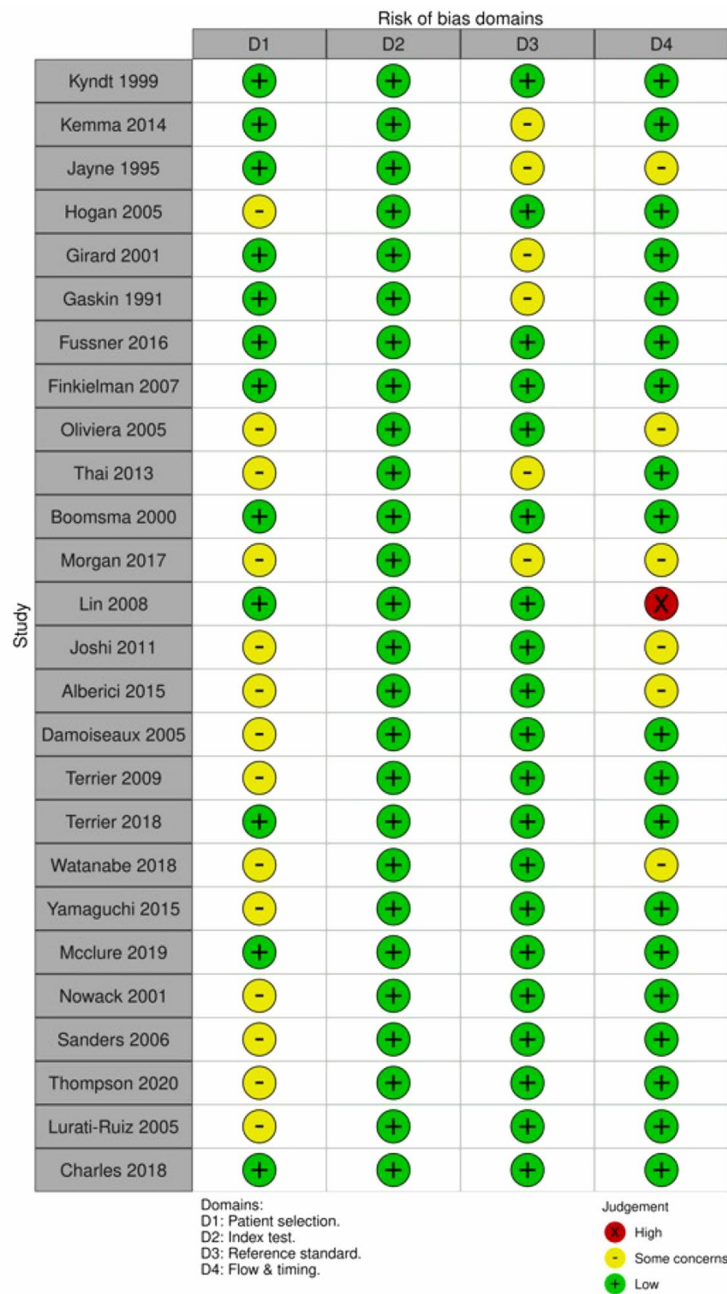 Risk of bias domains
D1 D2 D3 D4
Study
Kyndt 1999 + + + +
Kemma 2014 + + - +
Jayne 1995 + + - -
Hogan 2005 - + + +
Girard 2001 + + - +
Gaskin 1991 + + - +
Fussner 2016 + + + +
Finkielman 2007 + + + +
Oliviera 2005 - + + -
Thai 2013 - + - +
Boomsma 2000 + + + +
Morgan 2017 - + - -
Lin 2008 + + + X
Joshi 2011 - + + -
Alberici 2015 - + + -
Damoiseaux 2005 - + + +
Terrier 2009 - + + +
Terrier 2018 + + + +
Watanabe 2018 - + + -
Yamaguchi 2015 - + + +
Mcclure 2019 + + + +
Nowack 2001 - + + +
Sanders 2006 - + + +
Thompson 2020 - + + +
Lurati-Ruiz 2005 - + + +
Charles 2018 + + + +
Domains:
D1: Patient selection.
D2: Index test.
D3: Reference standard.
D4: Flow & timing.
Judgement
X High
- Some concerns
+ Low